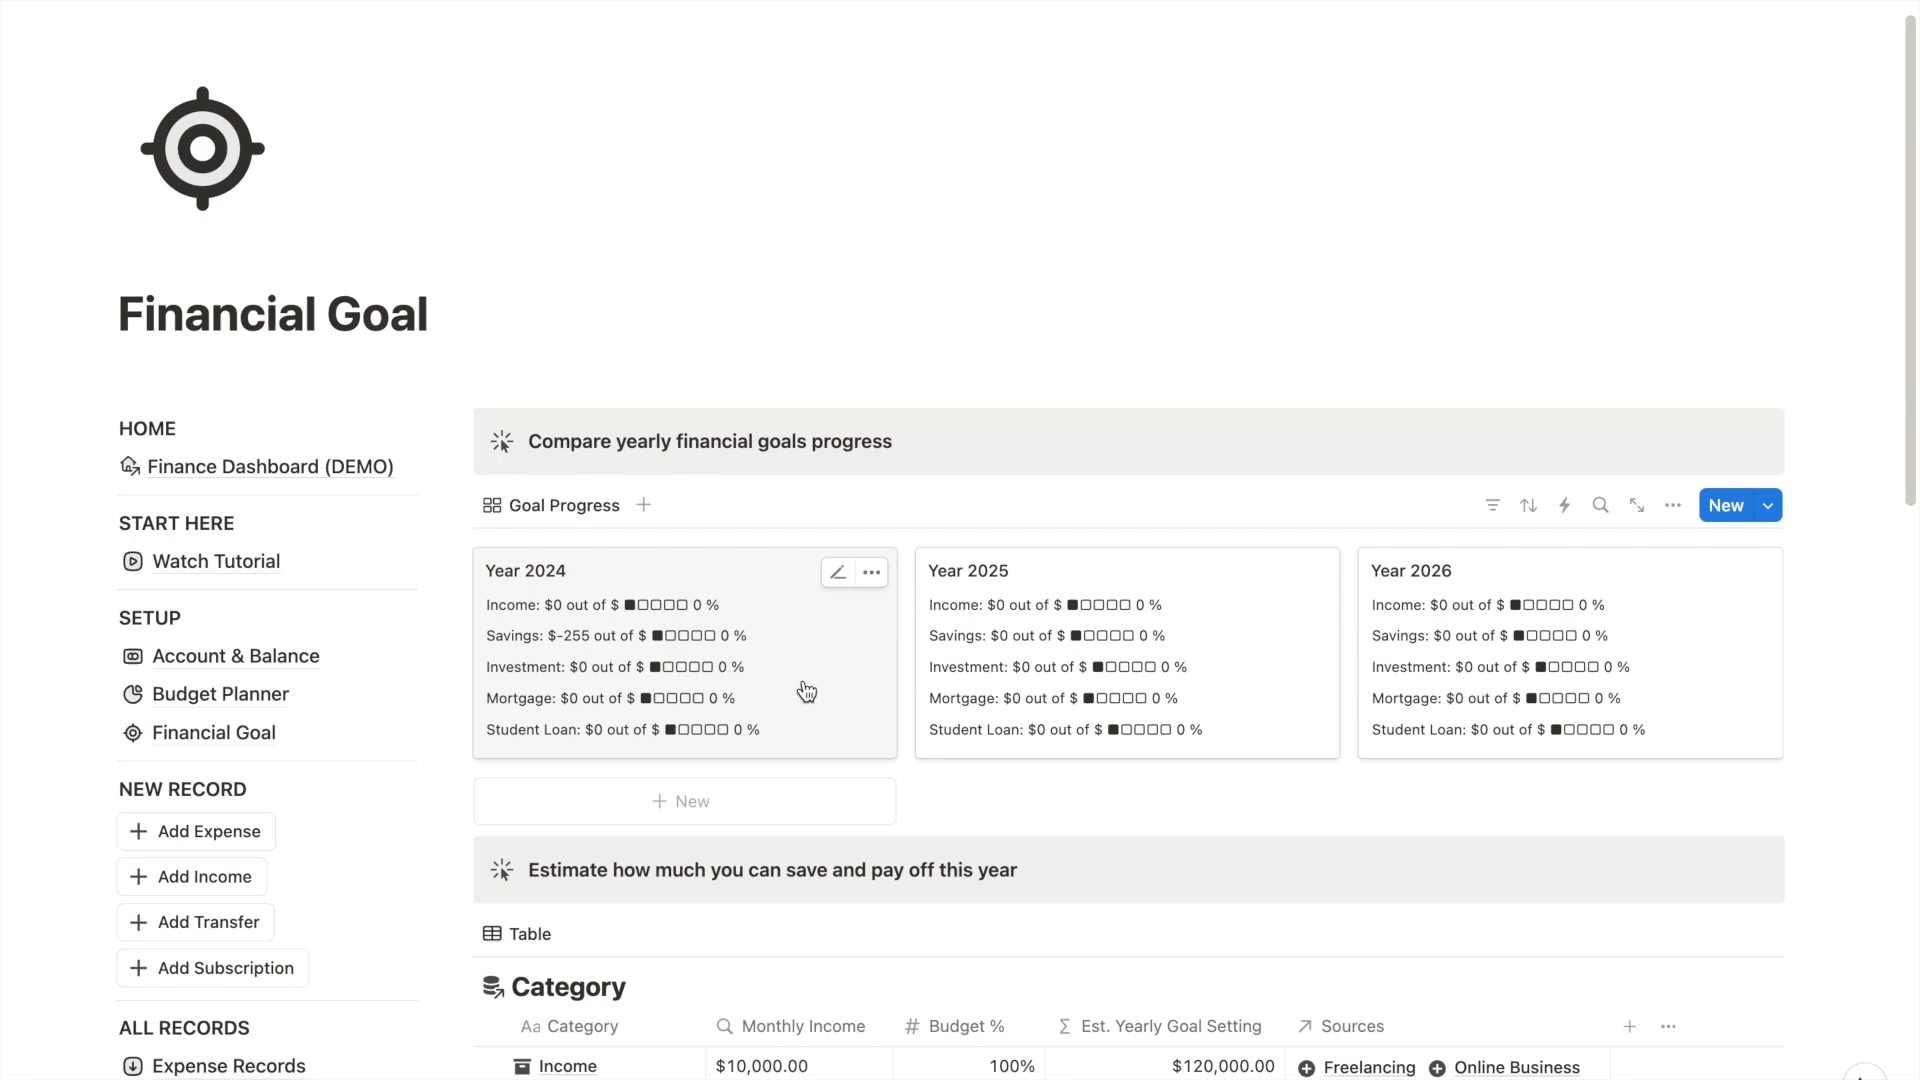 Financial Goal
HOME
Finance Dashboard (DEMO)
START HERE
Watch Tutorial
SETUP
Account & Balance
Budget Planner
Financial Goal
NEW RECORD
Add Expense
Add Income
Add Transfer
Add Subscription
ALL RECORDS
Expense Records
Compare yearly financial goals progress
Goal Progress
New
Year 2024
Income: $0 out of $ ■□□□□ 0 %
Savings: $-255 out of $ ■□□□□ 0 %
Investment: $0 out of $ ■□□□□ 0 %
Mortgage: $0 out of $ ■□□□□ 0 %
Student Loan: $0 out of $ ■□□□□ 0 %
Year 2025
Income: $0 out of $ ■□□□□ 0 %
Savings: $0 out of $ ■□□□□ 0 %
Investment: $0 out of $ ■□□□□ 0 %
Mortgage: $0 out of $ ■□□□□ 0 %
Student Loan: $0 out of $ ■□□□□ 0 %
Year 2026
Income: $0 out of $ ■□□□□ 0 %
Savings: $0 out of $ ■□□□□ 0 %
Investment: $0 out of $ ■□□□□ 0 %
Mortgage: $0 out of $ ■□□□□ 0 %
Student Loan: $0 out of $ ■□□□□ 0 %
+ New
Estimate how much you can save and pay off this year
Table
Category
Aa Category Monthly Income # Budget % Σ Est. Yearly Goal Setting Sources
Income $10,000.00 100% $120,000.00 Freelancing Online Business